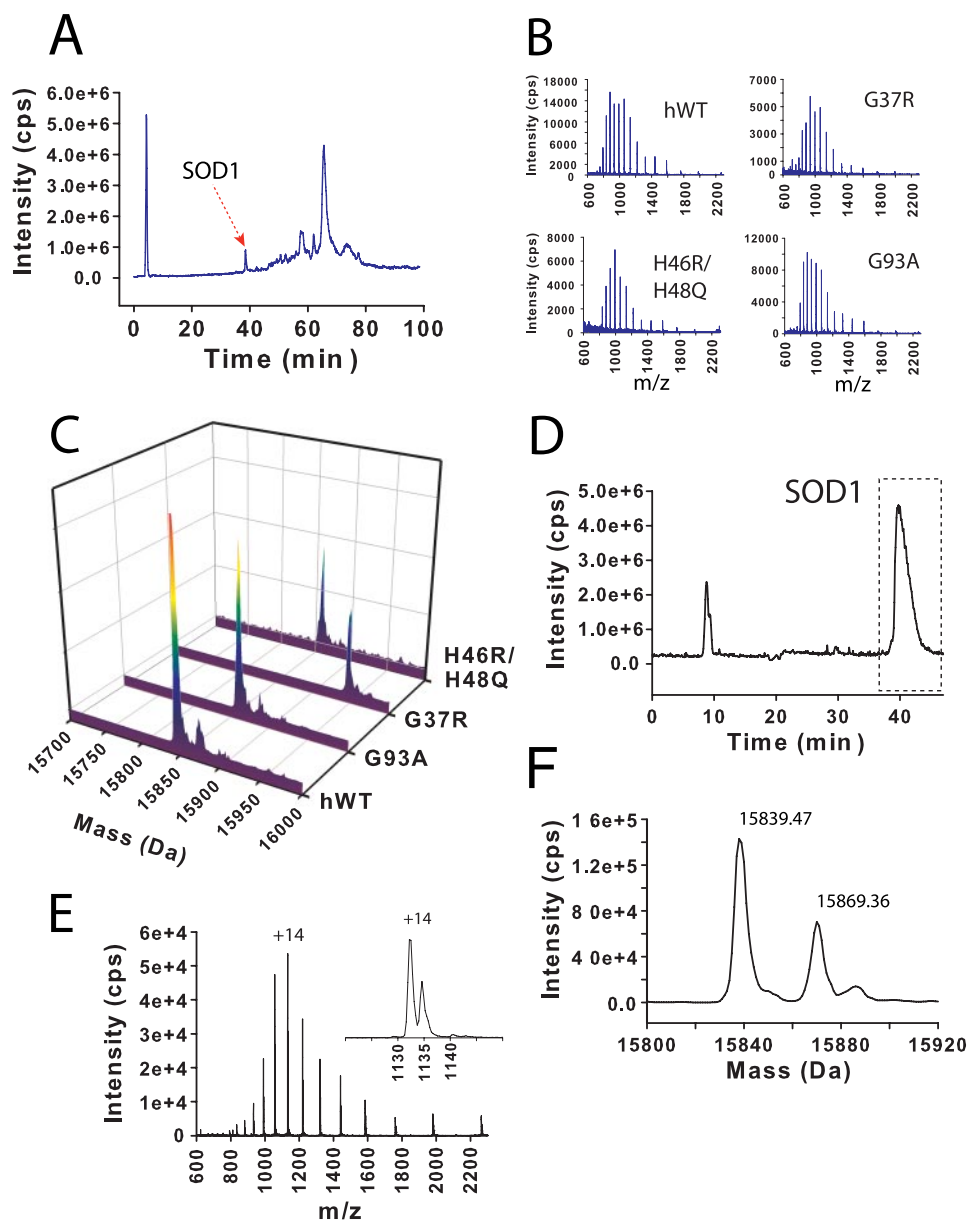 A
Intensity (cps)
6.0e+6
5.0e+6
4.0e+6
3.0e+6
2.0e+6
1.0e+6
0.0
SOD1
0 20 40 60 80 100
Time (min )
B
Intensity (cps)
18000
16000
14000
12000
10000
8000
6000
4000
2000
0
hWT
600 1000 1400 1800 2200
7000
6000
5000
4000
3000
2000
1000
0
G37R
600 1000 1400 1800 2200
Intensity (cps)
8000
6000
4000
2000
0
H46R/
H48Q
600 1000 1400 1800 2200
m/z
12000
8000
4000
0
G93A
600 1000 1400 1800 2200
m/z
C
H46R/
H48Q
G37R
G93A
hWT
15700 15750 15800 15850 15900 15950 16000
Mass (Da)
D
Intensity (cps)
5.0e+6
4.0e+6
3.0e+6
2.0e+6
1.0e+6
0.0
SOD1
0 10 20 30 40
Time (min)
E
Intensity (cps)
6e+4
5e+4
4e+4
3e+4
2e+4
1e+4
0
+14
+14
1130 1135 1140
600 800 1000 1200 1400 1600 1800 2000 2200
m/z
F
Intensity (cps)
1 6e+5
1 2e+5
8 0e+4
4 0e+4
0.0
15839.47
15869.36
15800 15840 15880 15920
Mass (Da)